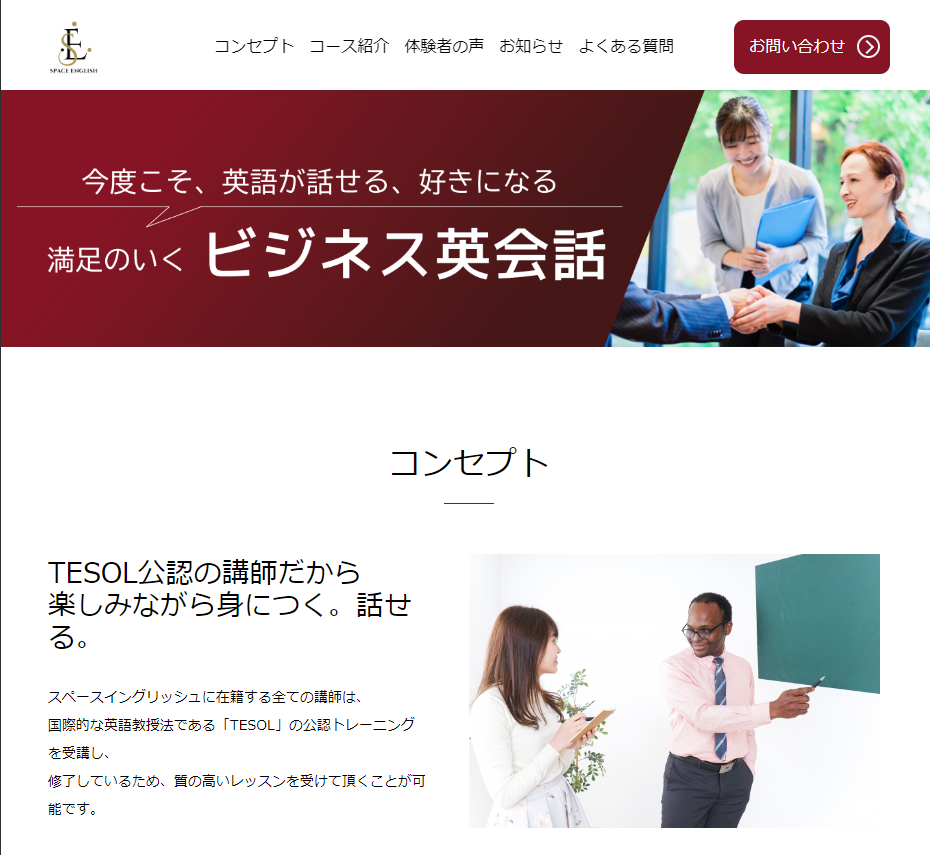 SE
SPACE ENGLISH
コンセプト コース紹介 体験者の声 お知らせ よくある質問
お問い合わせ
今度こそ、英語が話せる、好きになる
満足のいく ビジネス英会話
コンセプト
TESOL公認の講師だから
楽しみながら身につく。話せ
る。
スペースイングリッシュに在籍する全ての講師は、
国際的な英語教授法である「TESOL」の公認トレーニング
を受講し、
修了しているため、質の高いレッスンを受けて頂くことが可
能です。